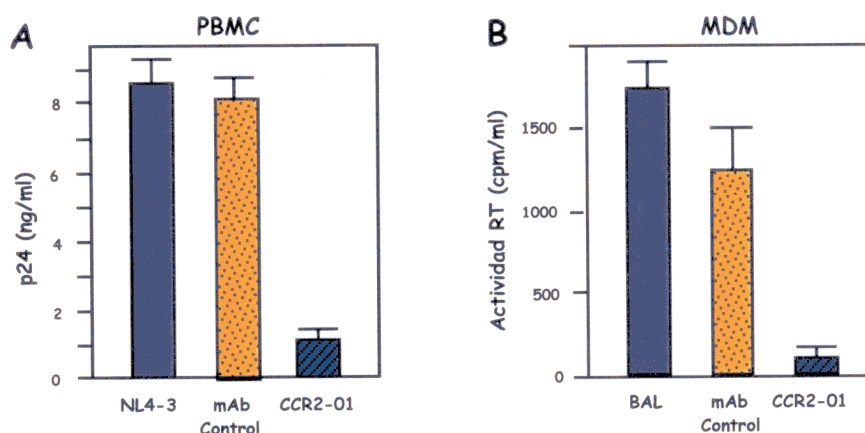 A
PBMC
p24 (ng/ml)
8
6
4
2
0
NL4-3
mAb
Control
CCR2-01
B
MDM
Actividad RT (cpm/ml)
1500
1000
500
0
BAL
mAb
Control
CCR2-01